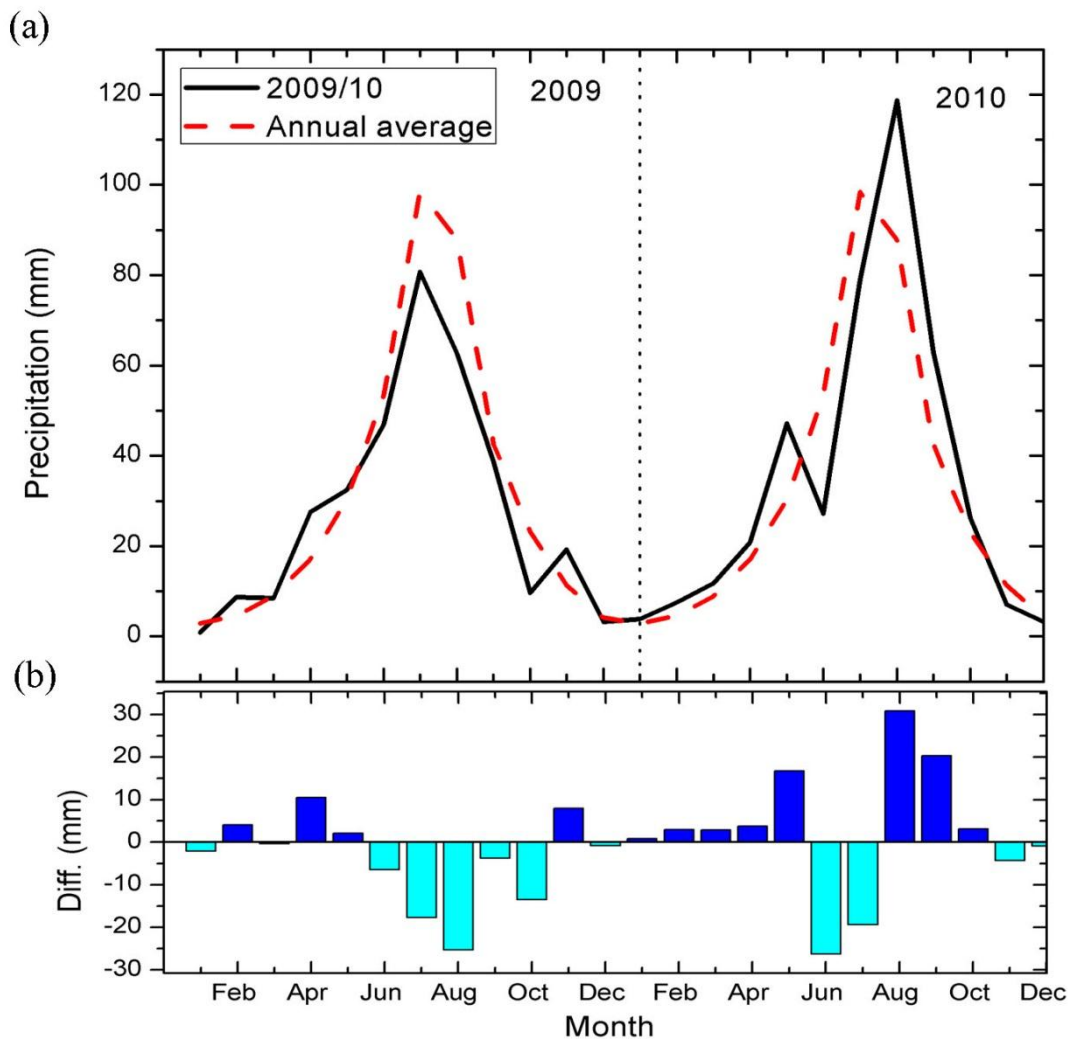 (a)
2009/10
Annual average
2009
2010
120
100
80
60
40
20
0
Precipitation (mm)
(b)
30
20
10
0
-10
-20
-30
Diff. (mm)
Feb Apr Jun Aug Oct Dec Feb Apr Jun Aug Oct Dec
Month